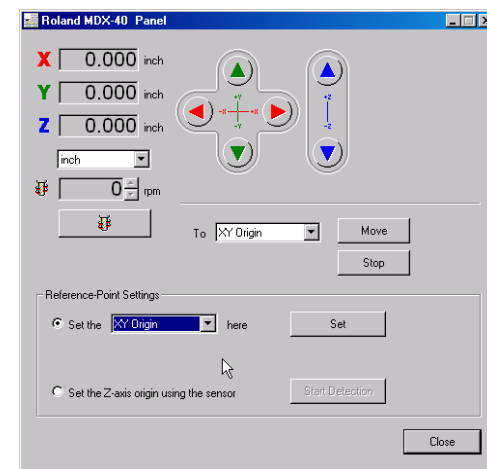 Roland MDX-40 Panel
X 0.000 inch
Y 0.000 inch
Z 0.000 inch
+Y
-X +X
-Y
+Z
-Z
inch
0 rpm
To XY Origin Move
Stop
Reference-Point Settings
Set the XY Origin here Set
Set the Z-axis origin using the sensor Start Detection
Close